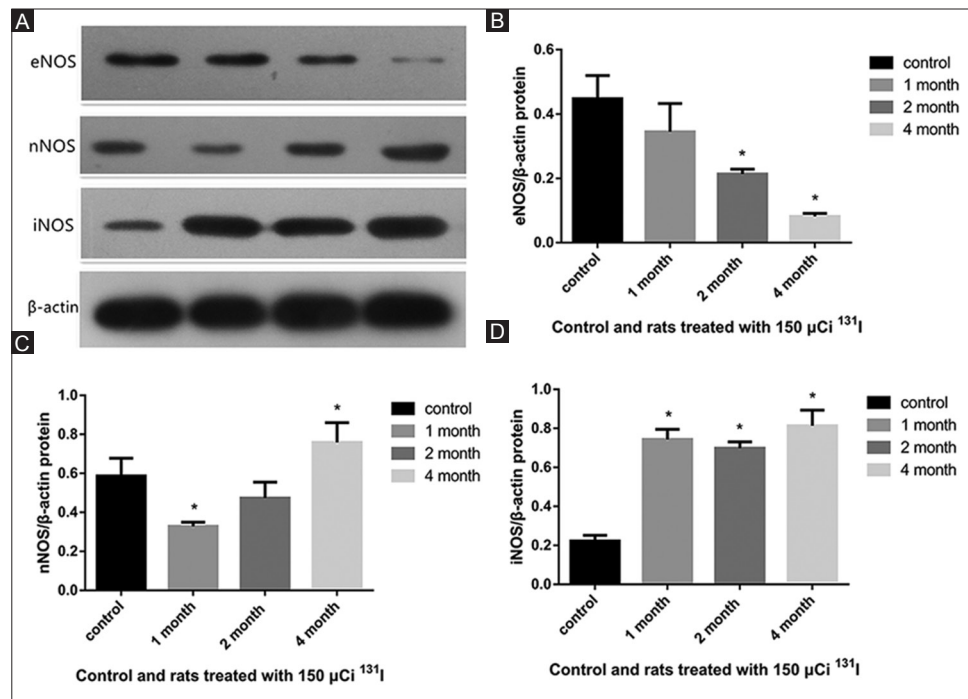 A
eNOS
nNOS
iNOS
β-actin
B
eNOS/β-actin protein
0.6
0.4
0.2
0.0
control
1 month
2 month
4 month
*
*
control
1 month
2 month
4 month
Control and rats treated with 150 µCi ¹³¹I
C
nNOS/β-actin protein
1.0
0.8
0.6
0.4
0.2
0.0
*
*
control
1 month
2 month
4 month
control
1 month
2 month
4 month
Control and rats treated with 150 µCi ¹³¹I
D
iNOS/β-actin protein
1.0
0.8
0.6
0.4
0.2
0.0
*
*
*
control
1 month
2 month
4 month
control
1 month
2 month
4 month
Control and rats treated with 150 µCi ¹³¹I